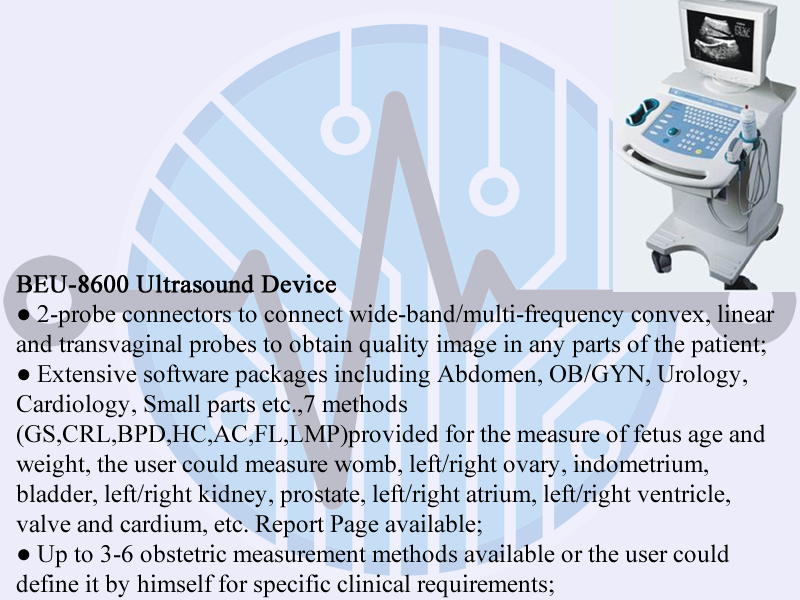 BEU-8600 Ultrasound Device
● 2-probe connectors to connect wide-band/multi-frequency convex, linear
and transvaginal probes to obtain quality image in any parts of the patient;
● Extensive software packages including Abdomen, OB/GYN, Urology,
Cardiology, Small parts etc.,7 methods
(GS,CRL,BPD,HC,AC,FL,LMP)provided for the measure of fetus age and
weight, the user could measure womb, left/right ovary, indometrium,
bladder, left/right kidney, prostate, left/right atrium, left/right ventricle,
valve and cardium, etc. Report Page available;
● Up to 3-6 obstetric measurement methods available or the user could
define it by himself for specific clinical requirements;